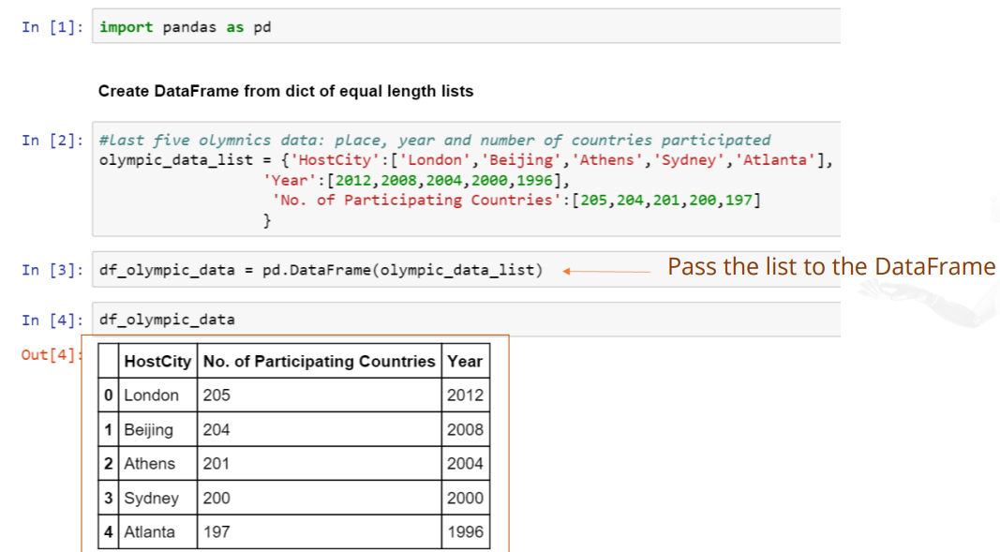 In [1]: import pandas as pd
Create DataFrame from dict of equal length lists
In [2]: #last five olymnics data: place, year and number of countries participated
olympic_data_list = {'HostCity':['London','Beijing','Athens','Sydney','Atlanta'],
'Year':[2012,2008,2004,2000,1996],
'No. of Participating Countries':[205,204,201,200,197]
}
In [3]: df_olympic_data = pd.DataFrame(olympic_data_list) Pass the list to the DataFrame
In [4]: df_olympic_data
Out[4]:
HostCity No. of Participating Countries Year
0 London 205 2012
1 Beijing 204 2008
2 Athens 201 2004
3 Sydney 200 2000
4 Atlanta 197 1996